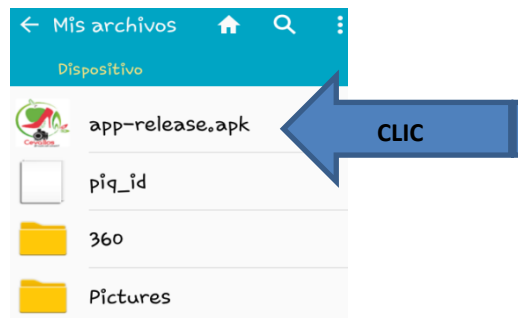 Mis archivos
Dispositivo
app-release.apk
CLIC
piq_id
360
Pictures